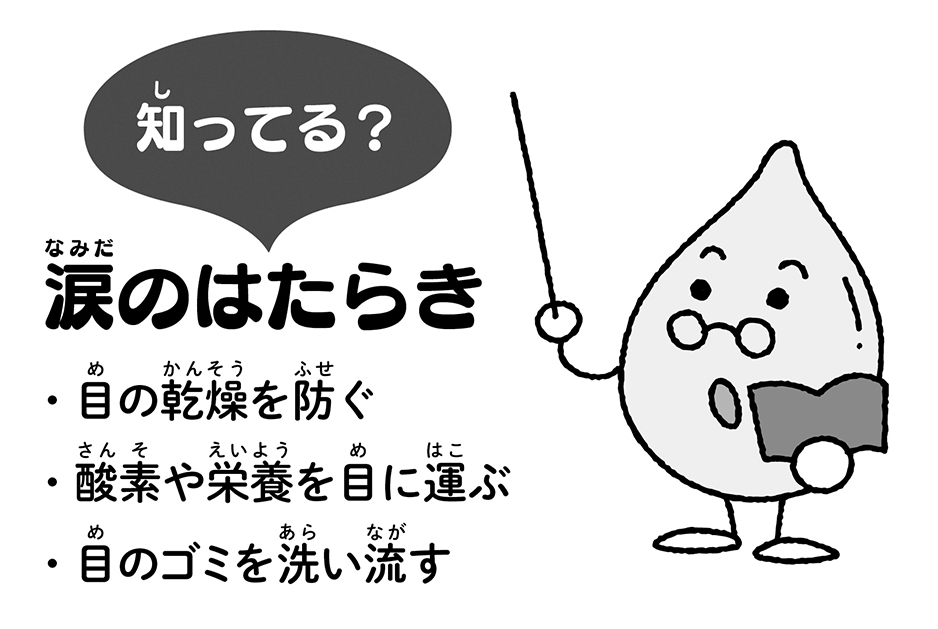 知ってる？
涙のはたらき
・目の乾燥を防ぐ
・酸素や栄養を目に運ぶ
・目のゴミを洗い流す